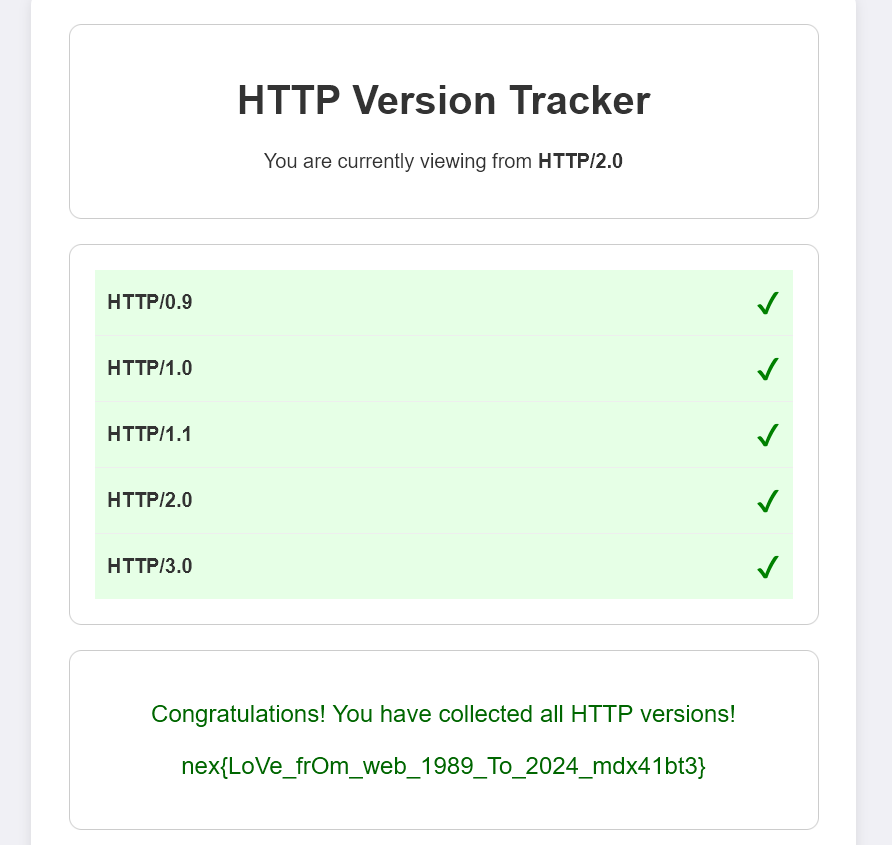 HTTP Version Tracker
You are currently viewing from HTTP/2.0
HTTP/0.9 ✓
HTTP/1.0 ✓
HTTP/1.1 ✓
HTTP/2.0 ✓
HTTP/3.0 ✓
Congratulations! You have collected all HTTP versions!
nex{LoVe_frOm_web_1989_To_2024_mdx41bt3}